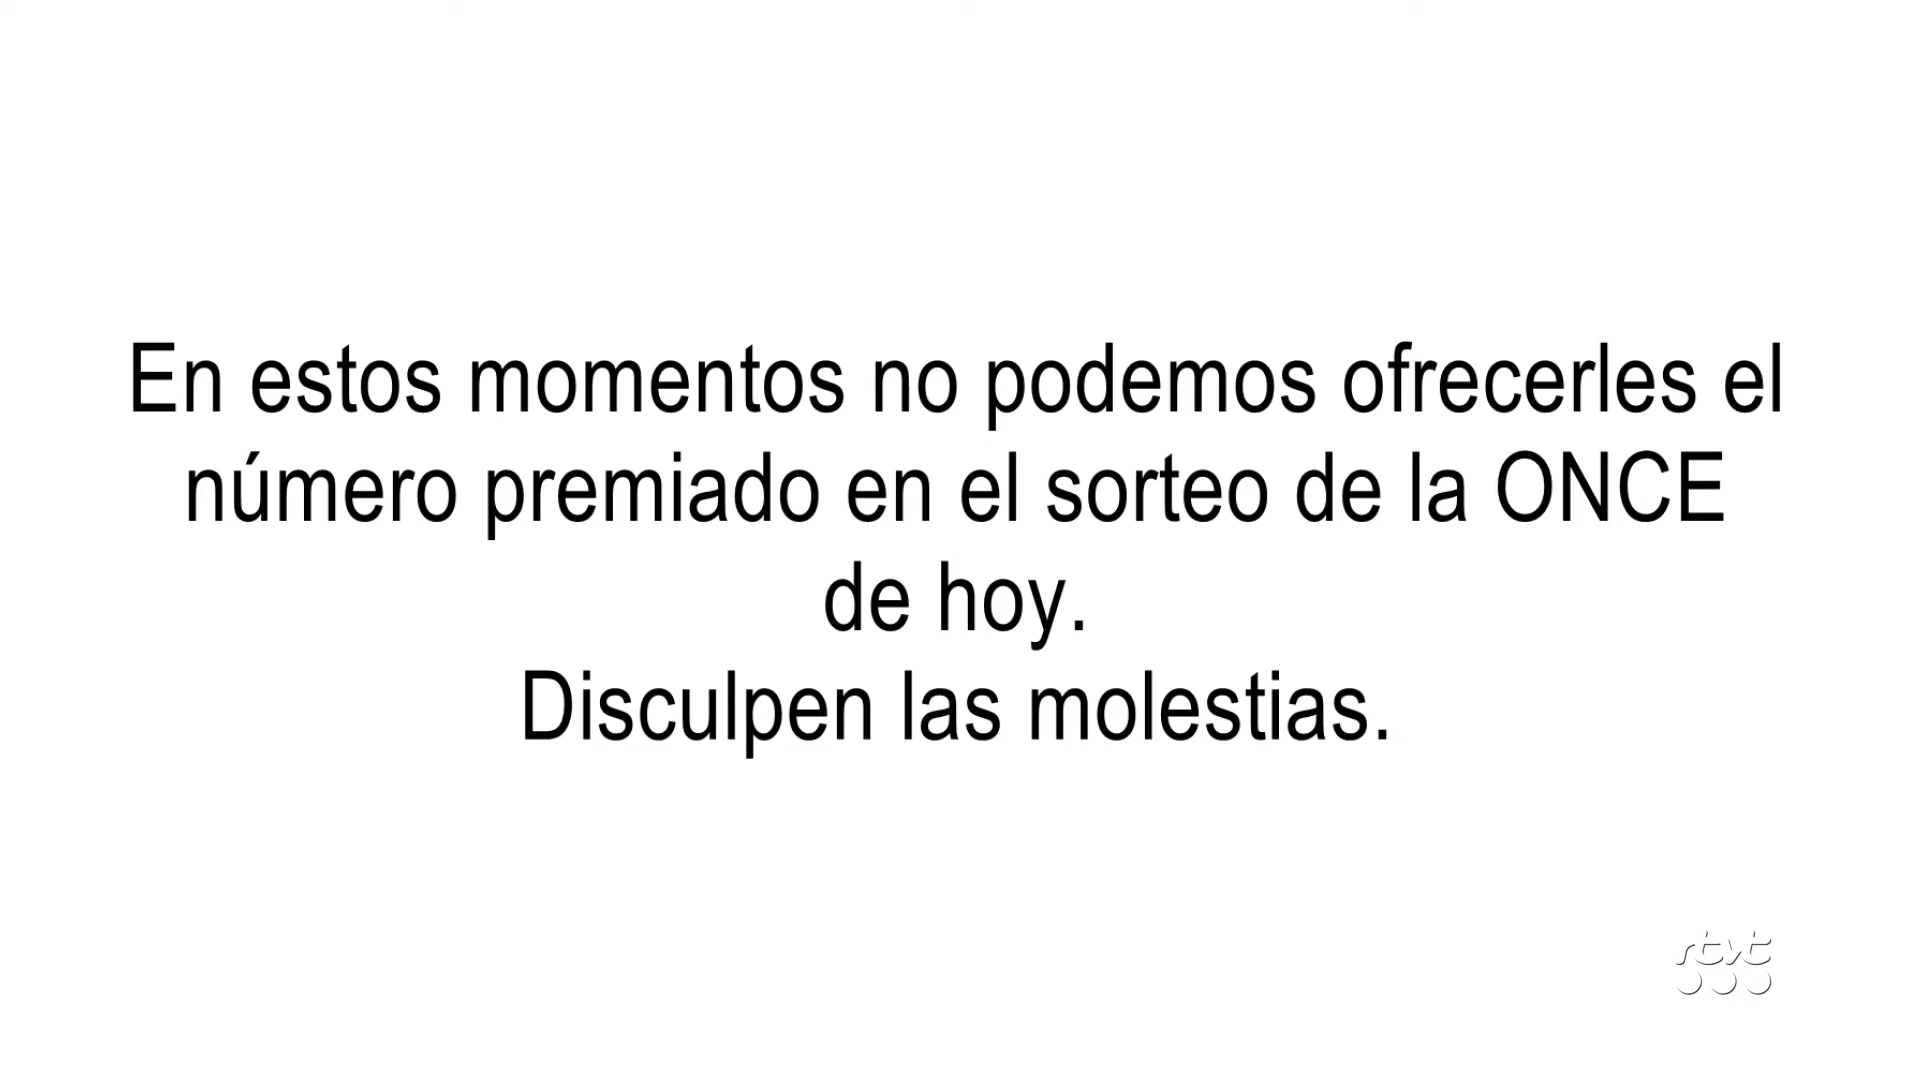 En estos momentos no podemos ofrecerles el
número premiado en el sorteo de la ONCE
de hoy.
Disculpen las molestias.
rtvt